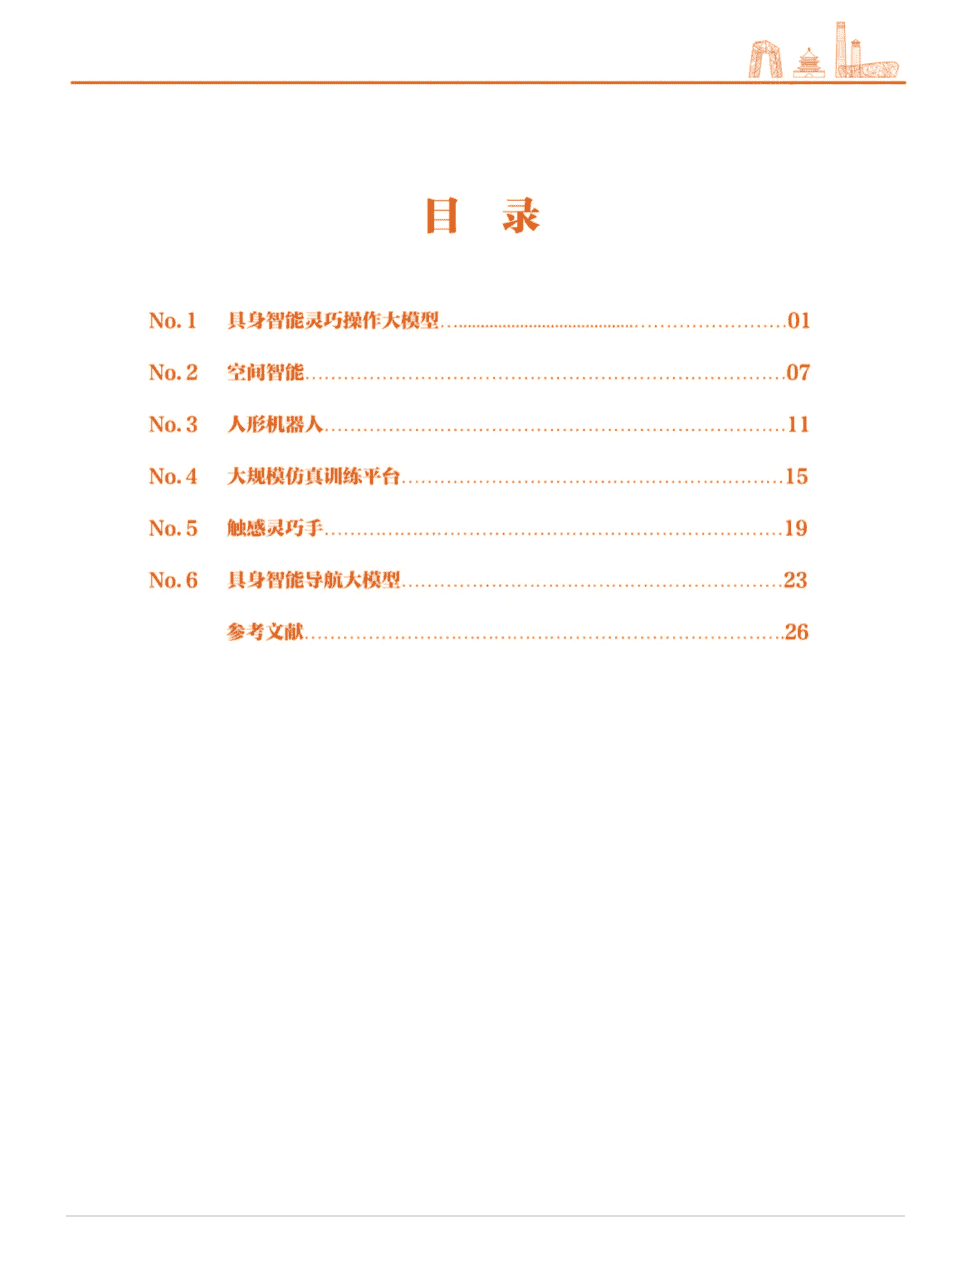 目 录
No. 1 具身智能灵巧操作大模型……………………………………………………01
No. 2 空间智能……………………………………………………………………07
No. 3 人形机器人…………………………………………………………………11
No. 4 大规模仿真训练平台………………………………………………………15
No. 5 触感灵巧手…………………………………………………………………19
No. 6 具身智能导航大模型………………………………………………………23
参考文献……………………………………………………………………26